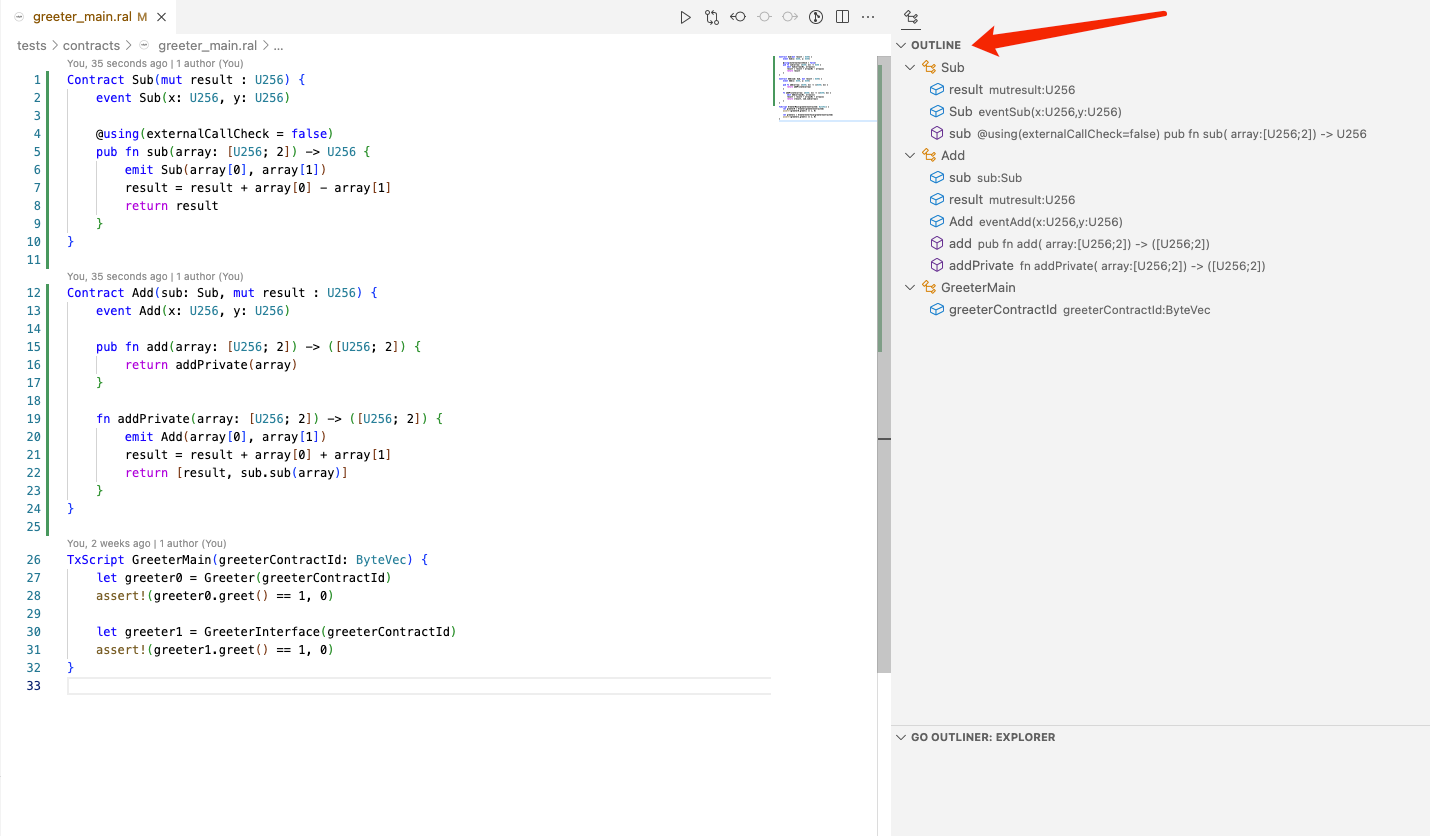 greeter_main.ral M
tests > contracts > greeter_main.ral > ...
You, 35 seconds ago | 1 author (You)
1 Contract Sub(mut result : U256) {
2 event Sub(x: U256, y: U256)
3
4 @using(externalCallCheck = false)
5 pub fn sub(array: [U256; 2]) -> U256 {
6 emit Sub(array[0], array[1])
7 result = result + array[0] - array[1]
8 return result
9 }
10 }
11
You, 35 seconds ago | 1 author (You)
12 Contract Add(sub: Sub, mut result : U256) {
13 event Add(x: U256, y: U256)
14
15 pub fn add(array: [U256; 2]) -> ([U256; 2]) {
16 return addPrivate(array)
17 }
18
19 fn addPrivate(array: [U256; 2]) -> ([U256; 2]) {
20 emit Add(array[0], array[1])
21 result = result + array[0] + array[1]
22 return [result, sub.sub(array)]
23 }
24 }
25
You, 2 weeks ago | 1 author (You)
26 TxScript GreeterMain(greeterContractId: ByteVec) {
27 let greeter0 = Greeter(greeterContractId)
28 assert!(greeter0.greet() == 1, 0)
29
30 let greeter1 = GreeterInterface(greeterContractId)
31 assert!(greeter1.greet() == 1, 0)
32 }
33
OUTLINE
Sub
result mutresult:U256
Sub eventSub(x:U256,y:U256)
sub @using(externalCallCheck=false) pub fn sub( array:[U256;2]) -> U256
Add
sub sub:Sub
result mutresult:U256
Add eventAdd(x:U256,y:U256)
add pub fn add( array:[U256;2]) -> ([U256;2])
addPrivate fn addPrivate( array:[U256;2]) -> ([U256;2])
GreeterMain
greeterContractId greeterContractId:ByteVec
GO OUTLINER: EXPLORER